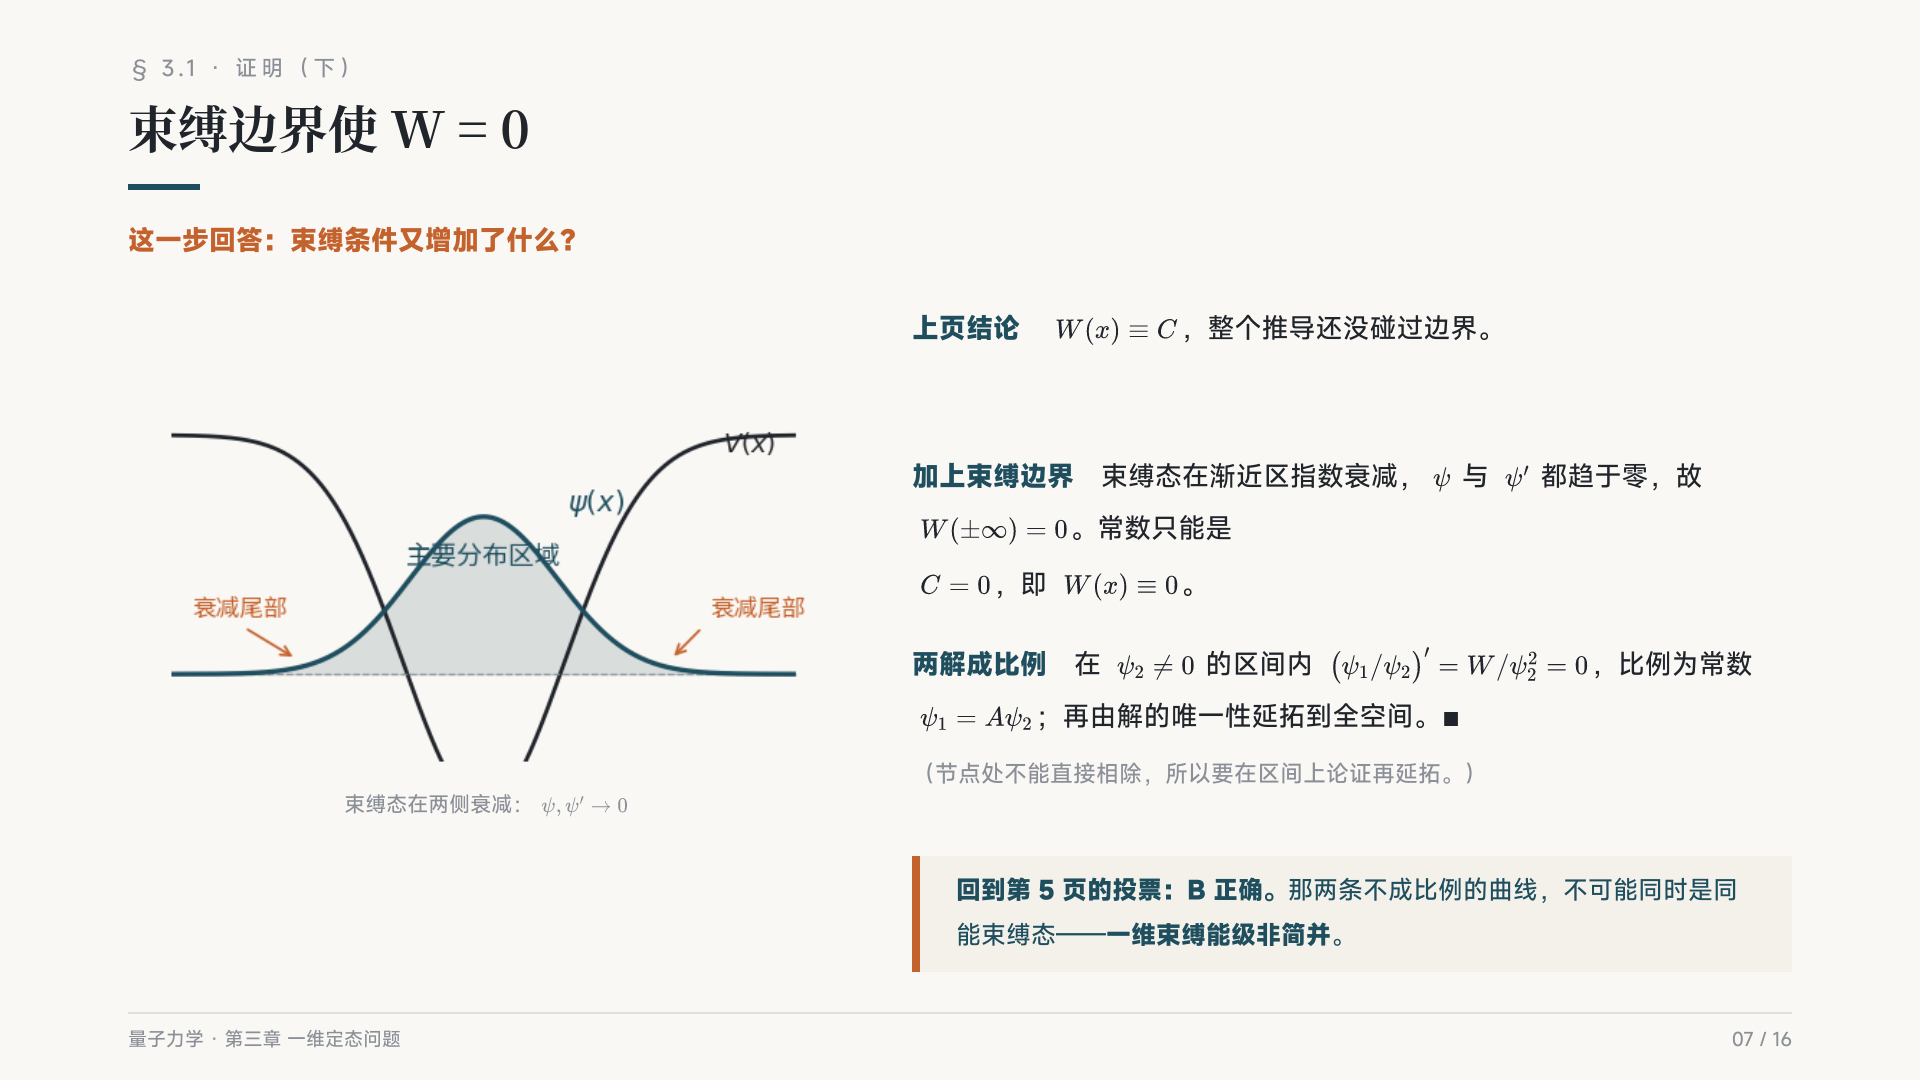 § 3.1 · 证明（下）
束缚边界使 W = 0
这一步回答：束缚条件又增加了什么？
V(x)
ψ(x)
主要分布区域
衰减尾部
衰减尾部
束缚态在两侧衰减： ψ, ψ′ → 0
上页结论 W(x) ≡ C，整个推导还没碰过边界。
加上束缚边界 束缚态在渐近区指数衰减， ψ 与 ψ′ 都趋于零，故
W(±∞) = 0。常数只能是
C = 0，即 W(x) ≡ 0。
两解成比例 在 ψ₂ ≠ 0 的区间内 (ψ₁/ψ₂)′ = W/ψ₂² = 0，比例为常数
ψ₁ = Aψ₂；再由解的唯一性延拓到全空间。■
（节点处不能直接相除，所以要在区间上论证再延拓。）
回到第 5 页的投票：B 正确。那两条不成比例的曲线，不可能同时是同
能束缚态——一维束缚能级非简并。
量子力学 · 第三章 一维定态问题
07 / 16